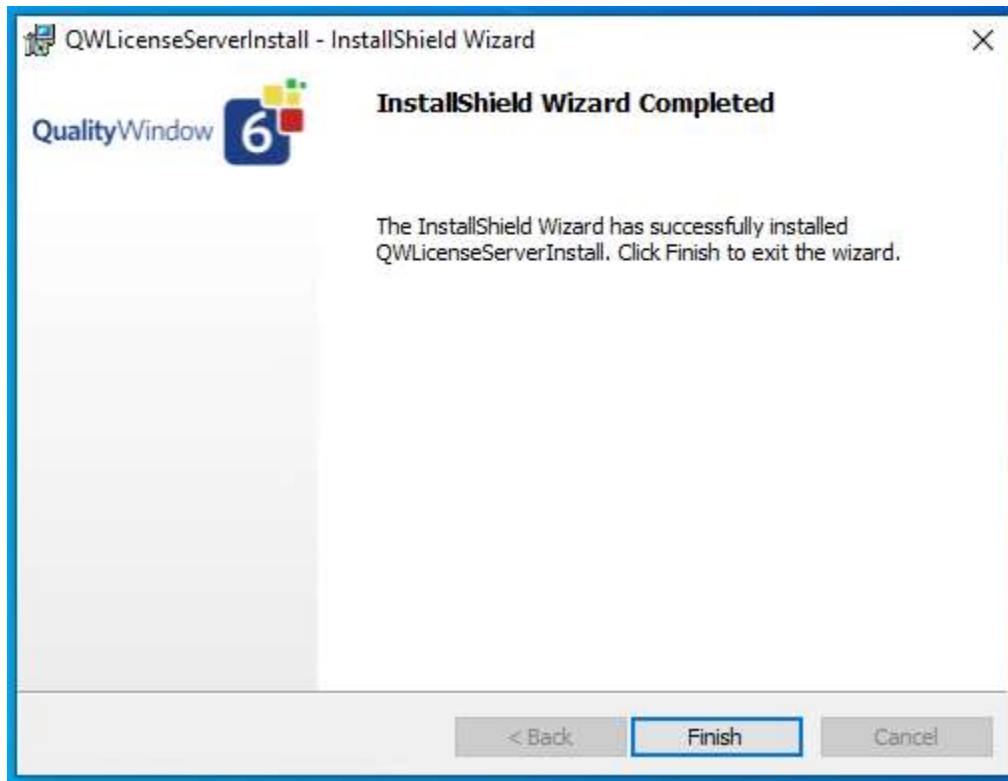 QWLicenseServerInstall - InstallShield Wizard
QualityWindow 6
InstallShield Wizard Completed
The InstallShield Wizard has successfully installed
QWLicenseServerInstall. Click Finish to exit the wizard.
< Back
Finish
Cancel